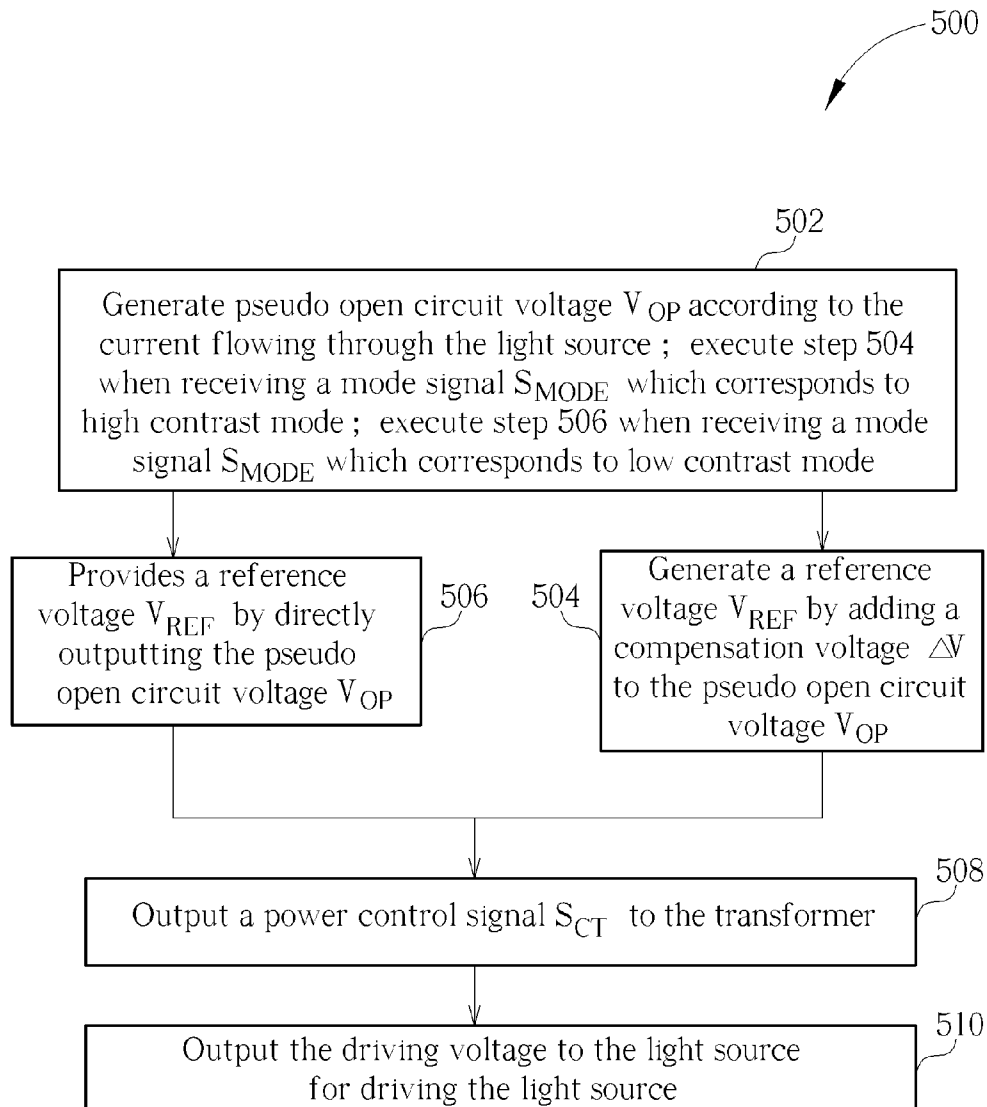 500
502
Generate pseudo open circuit voltage V_OP according to the
current flowing through the light source ; execute step 504
when receiving a mode signal S_MODE which corresponds to
high contrast mode ; execute step 506 when receiving a mode
signal S_MODE which corresponds to low contrast mode
Provides a reference
voltage V_REF by directly
outputting the pseudo
open circuit voltage V_OP
506
504
Generate a reference
voltage V_REF by adding a
compensation voltage △V
to the pseudo open circuit
voltage V_OP
508
Output a power control signal S_CT to the transformer
510
Output the driving voltage to the light source
for driving the light source